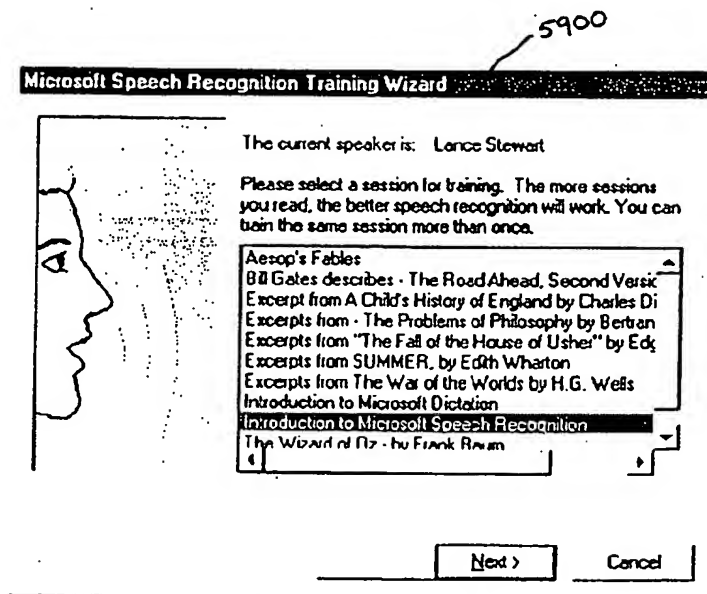 5900
Microsoft Speech Recognition Training Wizard
The current speaker is: Lance Stewart
Please select a session for training. The more sessions
you read, the better speech recognition will work. You can
train the same session more than once.
Aesop's Fables
Bill Gates describes - The Road Ahead, Second Versic
Excerpt from A Child's History of England by Charles Di
Excerpts from - The Problems of Philosophy by Bertran
Excerpts from "The Fall of the House of Usher" by Edg
Excerpts from SUMMER, by Edith Wharton
Excerpts from The War of the Worlds by H.G. Wells
Introduction to Microsoft Dictation
Introduction to Microsoft Speech Recognition
The Wizard of Oz - by Frank Baum
Next >
Cancel